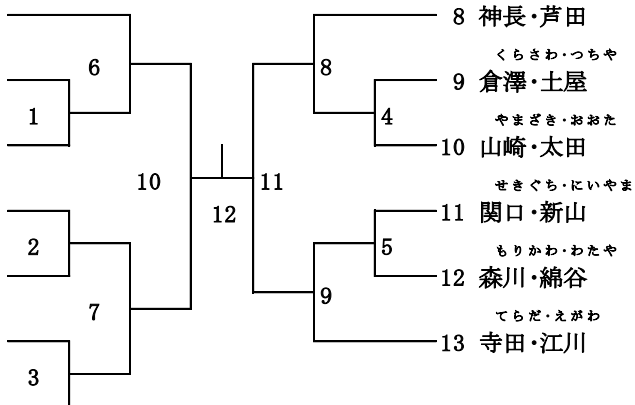 8 神長・芦田
6
8
くらさわ・つちや
9 倉澤・土屋
1
4
やまざき・おおた
10 山崎・太田
10
11
せきぐち・にいやま
11 関口・新山
12
2
5
もりかわ・わたや
12 森川・綿谷
7
9
てらだ・えがわ
13 寺田・江川
3